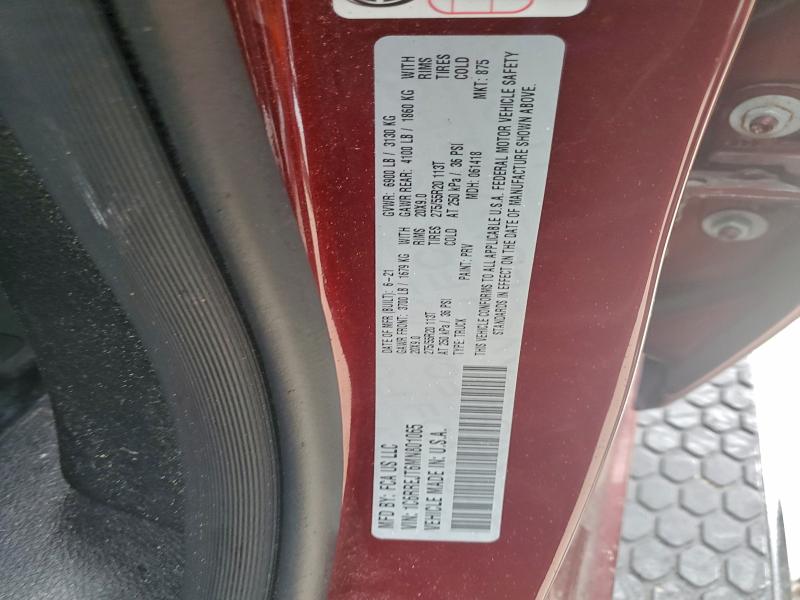 MFD BY: FCA US LLC
VIN: 1C6RREJT6MN801065
VEHICLE MADE IN: U.S.A.
DATE OF MFR (BUILT): 6-21
GAWR FRONT: 3700 LB / 1679 KG WITH
20X9.0 RIMS
275/55R20 113T TIRES
AT 250 kPa / 36 PSI COLD
TYPE: TRUCK PAINT: PRV
GVWR: 6900 LB / 3130 KG
GAWR REAR: 4100 LB / 1860 KG WITH
20X9.0 RIMS
275/55R20 113T TIRES
AT 250 kPa / 36 PSI COLD
MDH: 061418 MKT: 875
THIS VEHICLE CONFORMS TO ALL APPLICABLE U.S.A. FEDERAL MOTOR VEHICLE SAFETY
STANDARDS IN EFFECT ON THE DATE OF MANUFACTURE SHOWN ABOVE.